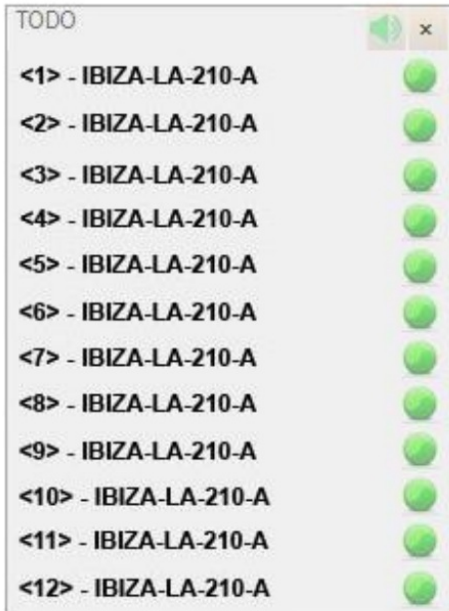 TODO
×
<1> - IBIZA-LA-210-A
<2> - IBIZA-LA-210-A
<3> - IBIZA-LA-210-A
<4> - IBIZA-LA-210-A
<5> - IBIZA-LA-210-A
<6> - IBIZA-LA-210-A
<7> - IBIZA-LA-210-A
<8> - IBIZA-LA-210-A
<9> - IBIZA-LA-210-A
<10> - IBIZA-LA-210-A
<11> - IBIZA-LA-210-A
<12> - IBIZA-LA-210-A